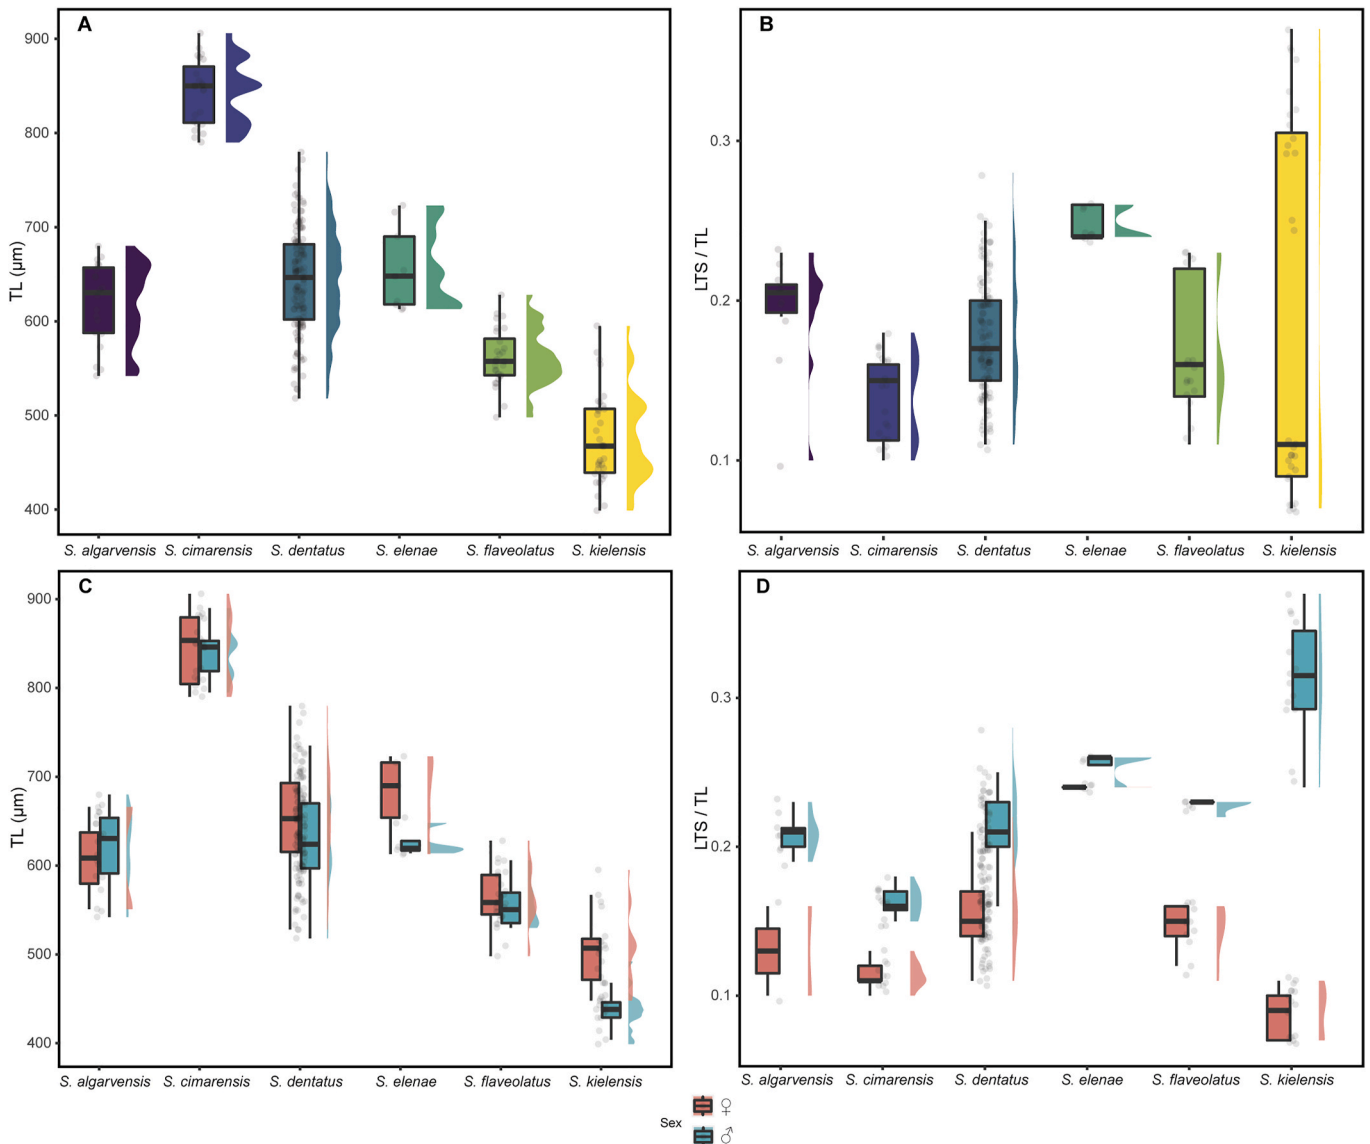 A
TL (µm)
900
800
700
600
500
400
S. algarvensis S. cimarensis S. dentatus S. elenae S. flaveolatus S. kielensis
B
LTS / TL
0.3
0.2
0.1
S. algarvensis S. cimarensis S. dentatus S. elenae S. flaveolatus S. kielensis
C
TL (µm)
900
800
700
600
500
400
S. algarvensis S. cimarensis S. dentatus S. elenae S. flaveolatus S. kielensis
D
LTS / TL
0.3
0.2
0.1
S. algarvensis S. cimarensis S. dentatus S. elenae S. flaveolatus S. kielensis
Sex
♀
♂